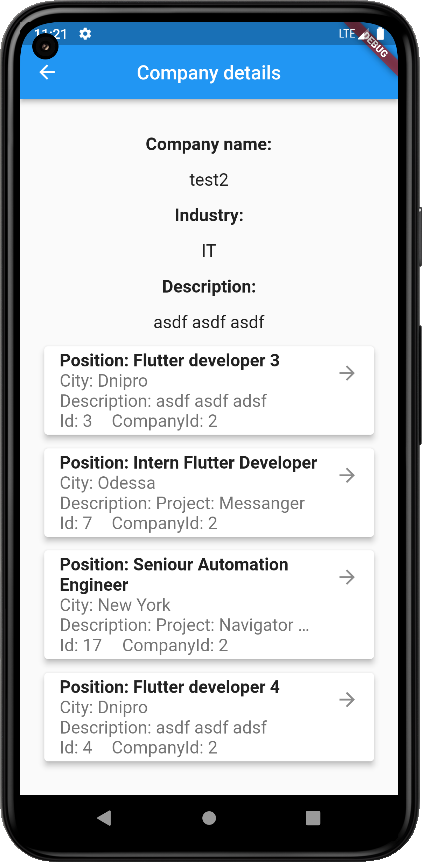 11:21 LTE
DEBUG
Company details
Company name:
test2
Industry:
IT
Description:
asdf asdf asdf
Position: Flutter developer 3
City: Dnipro
Description: asdf asdf adsf
Id: 3 CompanyId: 2
Position: Intern Flutter Developer
City: Odessa
Description: Project: Messanger
Id: 7 CompanyId: 2
Position: Seniour Automation
Engineer
City: New York
Description: Project: Navigator ...
Id: 17 CompanyId: 2
Position: Flutter developer 4
City: Dnipro
Description: asdf asdf adsf
Id: 4 CompanyId: 2